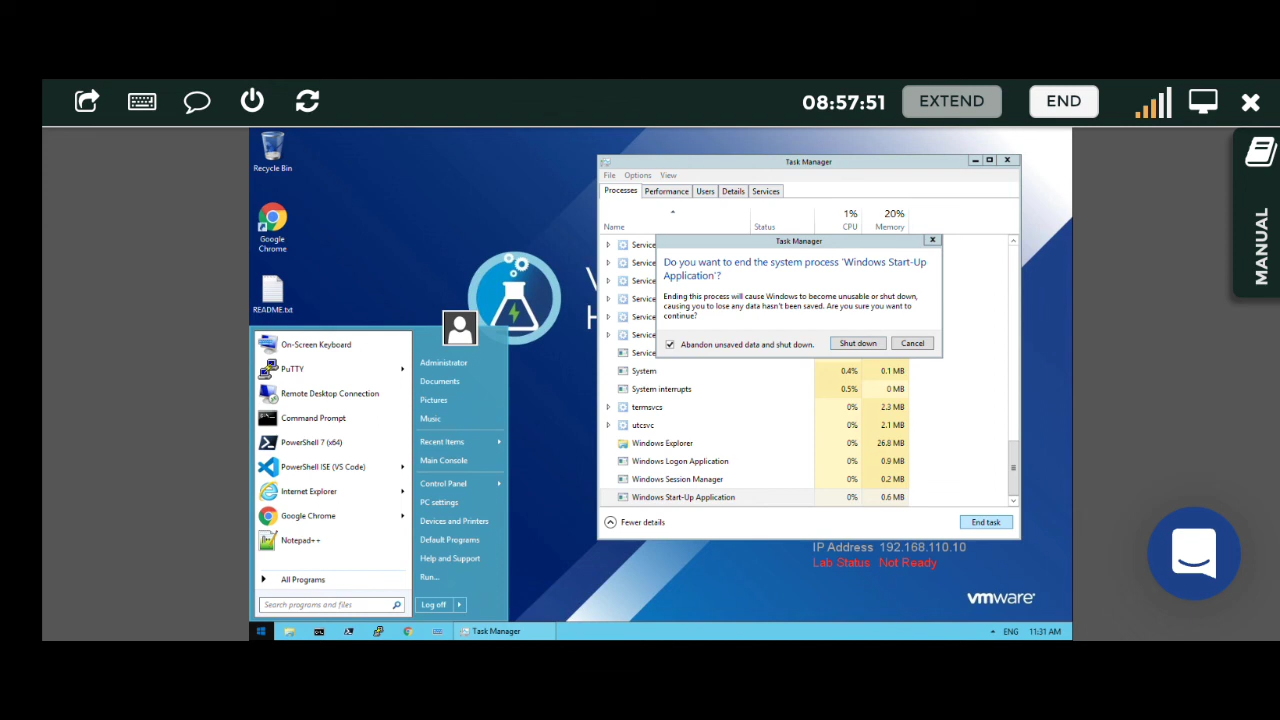 08:57:51
EXTEND
END
MANUAL
Recycle Bin
Google
Chrome
README.txt
On-Screen Keyboard
PuTTY
Remote Desktop Connection
Command Prompt
PowerShell 7 (x64)
PowerShell ISE (VS Code)
Internet Explorer
Google Chrome
Notepad++
All Programs
Search programs and files
Administrator
Documents
Pictures
Music
Recent Items
Main Console
Control Panel
PC settings
Devices and Printers
Default Programs
Help and Support
Run...
Log off
Task Manager
File Options View
Processes Performance Users Details Services
1% 20%
Name Status CPU Memory
Service
Service
Service
Service
Service
Service
Service
Task Manager
Do you want to end the system process 'Windows Start-Up
Application'?
Ending this process will cause Windows to become unusable or shut down,
causing you to lose any data hasn't been saved. Are you sure you want to
continue?
Abandon unsaved data and shut down.
Shut down
Cancel
System 0.4% 0.1 MB
System interrupts 0.5% 0 MB
termsvcs 0% 2.3 MB
utcsvc 0% 2.1 MB
Windows Explorer 0% 26.8 MB
Windows Logon Application 0% 0.9 MB
Windows Session Manager 0% 0.2 MB
Windows Start-Up Application 0% 0.6 MB
Fewer details
End task
IP Address 192.168.110.10
Lab Status Not Ready
vmware
Task Manager
ENG 11:31 AM